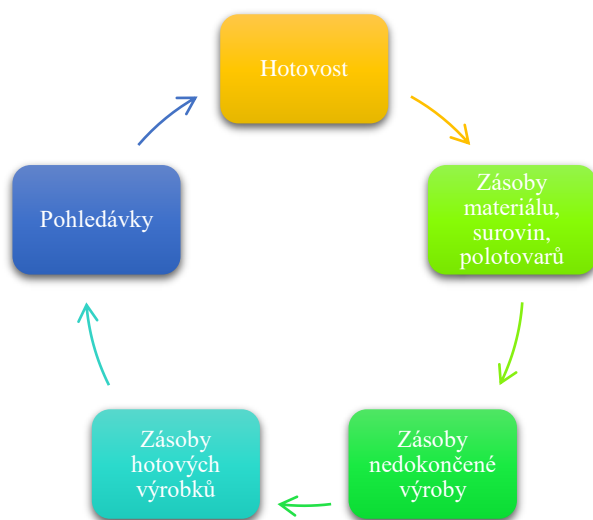 Hotovost
Zásoby
materiálu,
surovin,
polotovarů
Zásoby
nedokončené
výroby
Zásoby
hotových
výrobků
Pohledávky